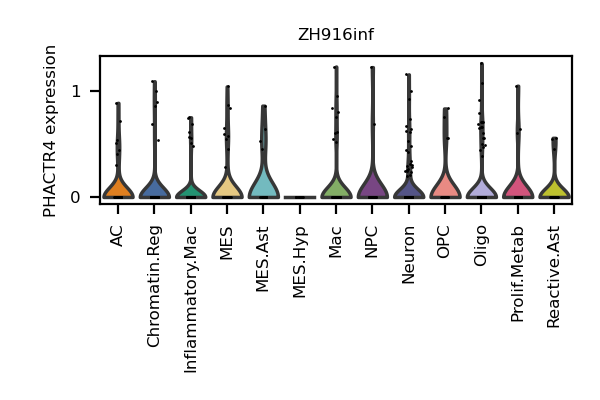 ZH916inf
PHACTR4 expression
1
0
AC
Chromatin.Reg
Inflammatory.Mac
MES
MES.Ast
MES.Hyp
Mac
NPC
Neuron
OPC
Oligo
Prolif.Metab
Reactive.Ast